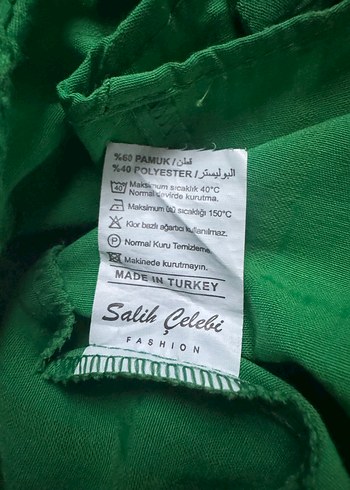 %60 PAMUK / قطن
%40 POLYESTER / البوليستر
40° Maksimum sıcaklık 40°C
Normal devirde kurutma.
Maksimum ütü sıcaklığı 150°C
Klor bazlı ağartıcı kullanılmaz.
P Normal Kuru Temizleme
Makinede kurutmayın.
MADE IN TURKEY
Salih Çelebi
FASHION